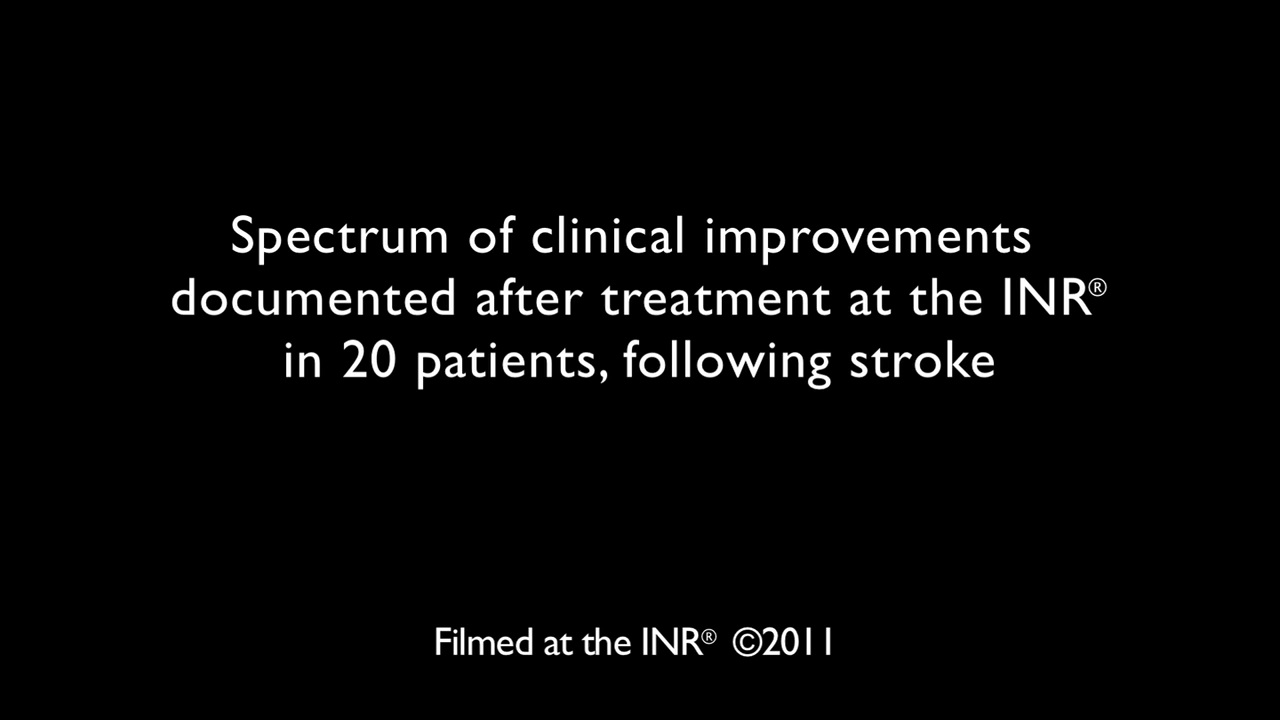 Spectrum of clinical improvements
documented after treatment at the INR®
in 20 patients, following stroke
Filmed at the INR® ©2011